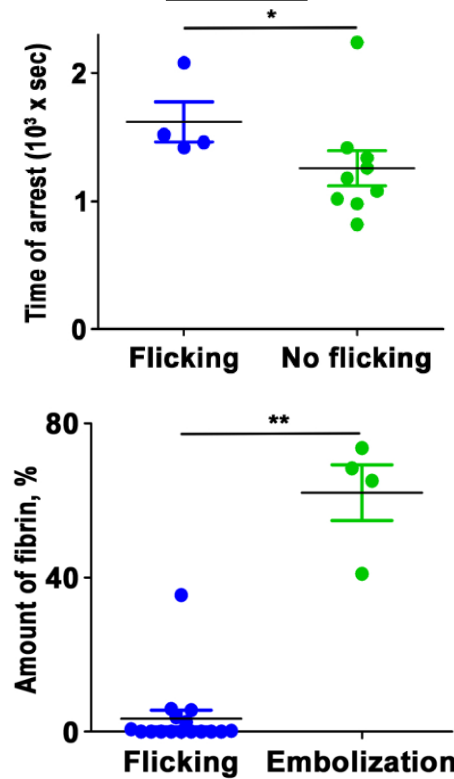 *
Time of arrest (10³ x sec)
2
1
0
Flicking No flicking
**
Amount of fibrin, %
80
40
0
Flicking Embolization